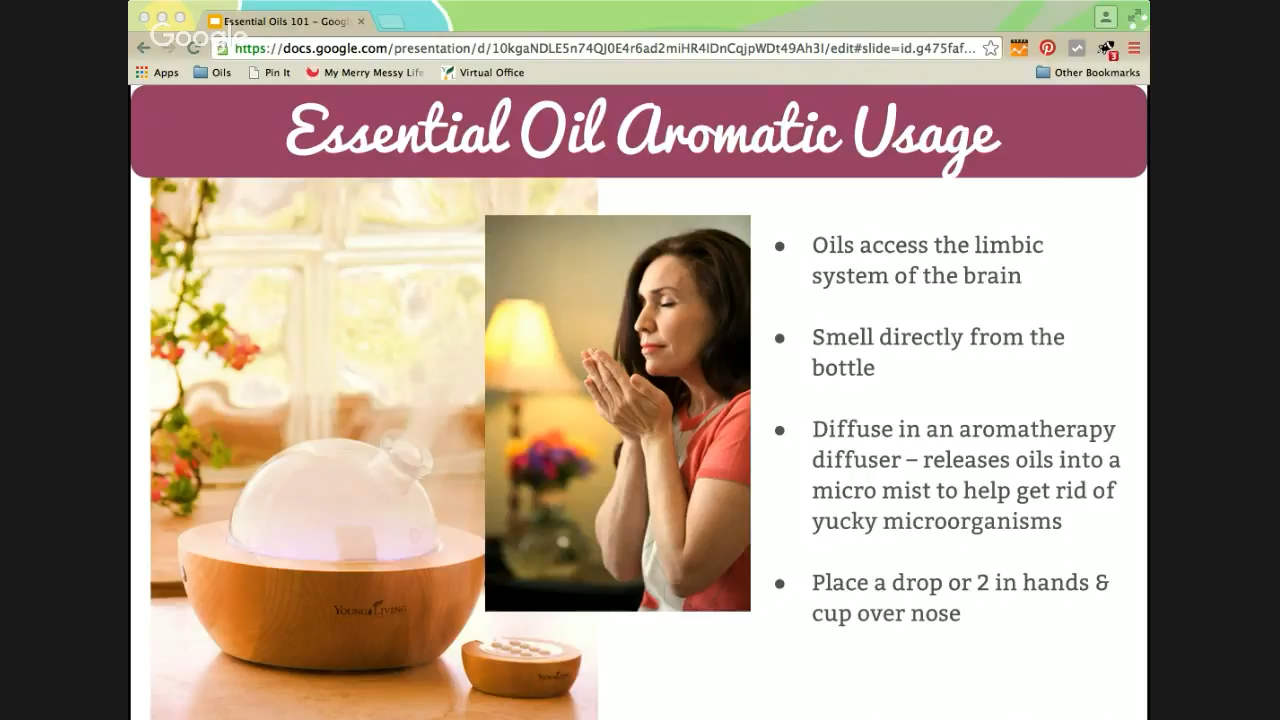 Essential Oils 101 – Googl
Google
https://docs.google.com/presentation/d/10kgaNDLE5n74QJ0E4r6ad2miHR4lDnCqjpWDt49Ah3I/edit#slide=id.g475faf...
3
Apps
Oils
Pin It
My Merry Messy Life
Virtual Office
Other Bookmarks
Essential Oil Aromatic Usage
● Oils access the limbic
system of the brain
● Smell directly from the
bottle
● Diffuse in an aromatherapy
diffuser – releases oils into a
micro mist to help get rid of
yucky microorganisms
● Place a drop or 2 in hands &
cup over nose
YOUNG LIVING